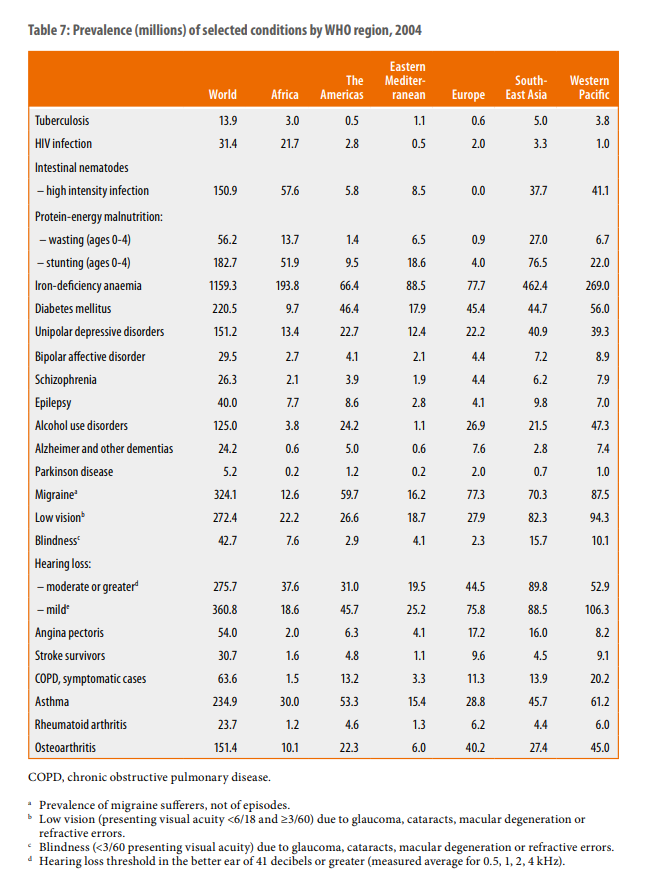 Table 7: Prevalence (millions) of selected conditions by WHO region, 2004
World Africa The Americas Eastern Mediter-ranean Europe South-East Asia Western Pacific
Tuberculosis 13.9 3.0 0.5 1.1 0.6 5.0 3.8
HIV infection 31.4 21.7 2.8 0.5 2.0 3.3 1.0
Intestinal nematodes
– high intensity infection 150.9 57.6 5.8 8.5 0.0 37.7 41.1
Protein-energy malnutrition:
– wasting (ages 0-4) 56.2 13.7 1.4 6.5 0.9 27.0 6.7
– stunting (ages 0-4) 182.7 51.9 9.5 18.6 4.0 76.5 22.0
Iron-deficiency anaemia 1159.3 193.8 66.4 88.5 77.7 462.4 269.0
Diabetes mellitus 220.5 9.7 46.4 17.9 45.4 44.7 56.0
Unipolar depressive disorders 151.2 13.4 22.7 12.4 22.2 40.9 39.3
Bipolar affective disorder 29.5 2.7 4.1 2.1 4.4 7.2 8.9
Schizophrenia 26.3 2.1 3.9 1.9 4.4 6.2 7.9
Epilepsy 40.0 7.7 8.6 2.8 4.1 9.8 7.0
Alcohol use disorders 125.0 3.8 24.2 1.1 26.9 21.5 47.3
Alzheimer and other dementias 24.2 0.6 5.0 0.6 7.6 2.8 7.4
Parkinson disease 5.2 0.2 1.2 0.2 2.0 0.7 1.0
Migraineᵃ 324.1 12.6 59.7 16.2 77.3 70.3 87.5
Low visionᵇ 272.4 22.2 26.6 18.7 27.9 82.3 94.3
Blindnessᶜ 42.7 7.6 2.9 4.1 2.3 15.7 10.1
Hearing loss:
– moderate or greaterᵈ 275.7 37.6 31.0 19.5 44.5 89.8 52.9
– mildᵉ 360.8 18.6 45.7 25.2 75.8 88.5 106.3
Angina pectoris 54.0 2.0 6.3 4.1 17.2 16.0 8.2
Stroke survivors 30.7 1.6 4.8 1.1 9.6 4.5 9.1
COPD, symptomatic cases 63.6 1.5 13.2 3.3 11.3 13.9 20.2
Asthma 234.9 30.0 53.3 15.4 28.8 45.7 61.2
Rheumatoid arthritis 23.7 1.2 4.6 1.3 6.2 4.4 6.0
Osteoarthritis 151.4 10.1 22.3 6.0 40.2 27.4 45.0
COPD, chronic obstructive pulmonary disease.
ᵃ Prevalence of migraine sufferers, not of episodes.
ᵇ Low vision (presenting visual acuity <6/18 and ≥3/60) due to glaucoma, cataracts, macular degeneration or
refractive errors.
ᶜ Blindness (<3/60 presenting visual acuity) due to glaucoma, cataracts, macular degeneration or refractive errors.
ᵈ Hearing loss threshold in the better ear of 41 decibels or greater (measured average for 0.5, 1, 2, 4 kHz).